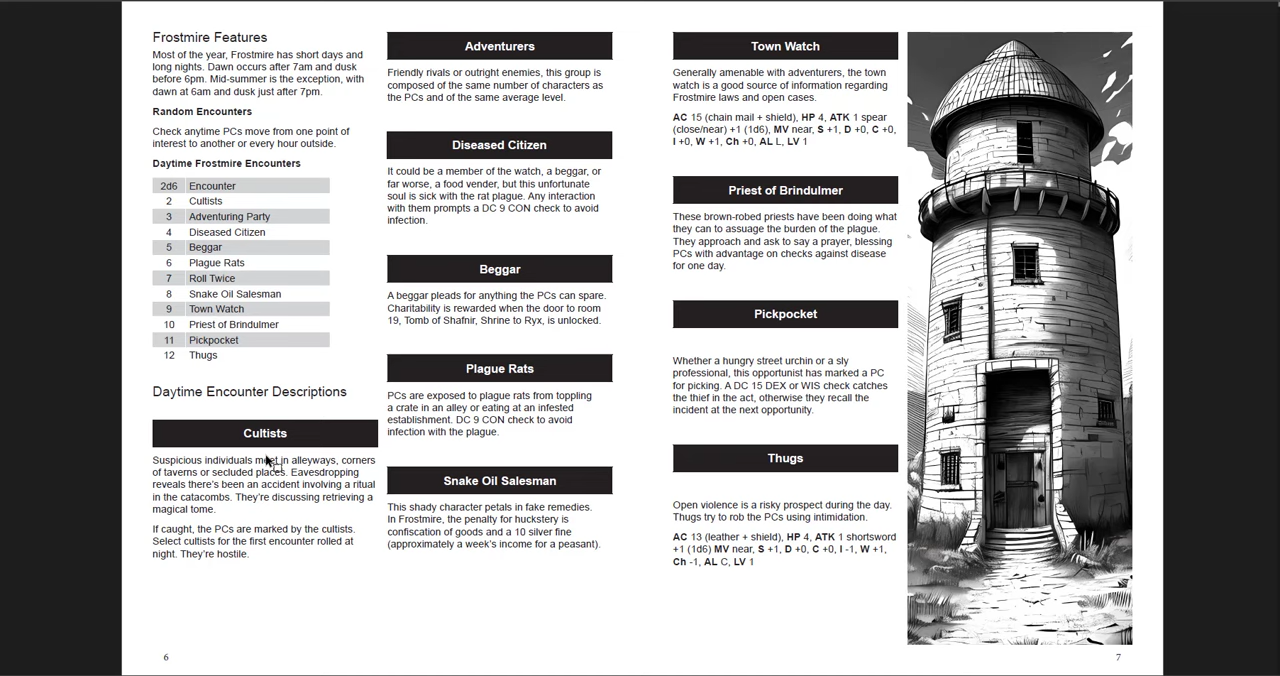 Frostmire Features
Most of the year, Frostmire has short days and
long nights. Dawn occurs after 7am and dusk
before 6pm. Mid-summer is the exception, with
dawn at 6am and dusk just after 7pm.
Random Encounters
Check anytime PCs move from one point of
interest to another or every hour outside.
Daytime Frostmire Encounters
2d6 Encounter
2 Cultists
3 Adventuring Party
4 Diseased Citizen
5 Beggar
6 Plague Rats
7 Roll Twice
8 Snake Oil Salesman
9 Town Watch
10 Priest of Brindulmer
11 Pickpocket
12 Thugs
Daytime Encounter Descriptions
Cultists
Suspicious individuals meet in alleyways, corners
of taverns or secluded places. Eavesdropping
reveals there's been an accident involving a ritual
in the catacombs. They're discussing retrieving a
magical tome.
If caught, the PCs are marked by the cultists.
Select cultists for the first encounter rolled at
night. They're hostile.
6
Adventurers
Friendly rivals or outright enemies, this group is
composed of the same number of characters as
the PCs and of the same average level.
Diseased Citizen
It could be a member of the watch, a beggar, or
far worse, a food vender, but this unfortunate
soul is sick with the rat plague. Any interaction
with them prompts a DC 9 CON check to avoid
infection.
Beggar
A beggar pleads for anything the PCs can spare.
Charitability is rewarded when the door to room
19, Tomb of Shafnir, Shrine to Ryx, is unlocked.
Plague Rats
PCs are exposed to plague rats from toppling
a crate in an alley or eating at an infested
establishment. DC 9 CON check to avoid
infection with the plague.
Snake Oil Salesman
This shady character petals in fake remedies.
In Frostmire, the penalty for huckstery is
confiscation of goods and a 10 silver fine
(approximately a week's income for a peasant).
Town Watch
Generally amenable with adventurers, the town
watch is a good source of information regarding
Frostmire laws and open cases.
AC 15 (chain mail + shield), HP 4, ATK 1 spear
(close/near) +1 (1d6), MV near, S +1, D +0, C +0,
I +0, W +1, Ch +0, AL L, LV 1
Priest of Brindulmer
These brown-robed priests have been doing what
they can to assuage the burden of the plague.
They approach and ask to say a prayer, blessing
PCs with advantage on checks against disease
for one day.
Pickpocket
Whether a hungry street urchin or a sly
professional, this opportunist has marked a PC
for picking. A DC 15 DEX or WIS check catches
the thief in the act, otherwise they recall the
incident at the next opportunity.
Thugs
Open violence is a risky prospect during the day.
Thugs try to rob the PCs using intimidation.
AC 13 (leather + shield), HP 4, ATK 1 shortsword
+1 (1d6) MV near, S +1, D +0, C +0, I -1, W +1,
Ch -1, AL C, LV 1
7